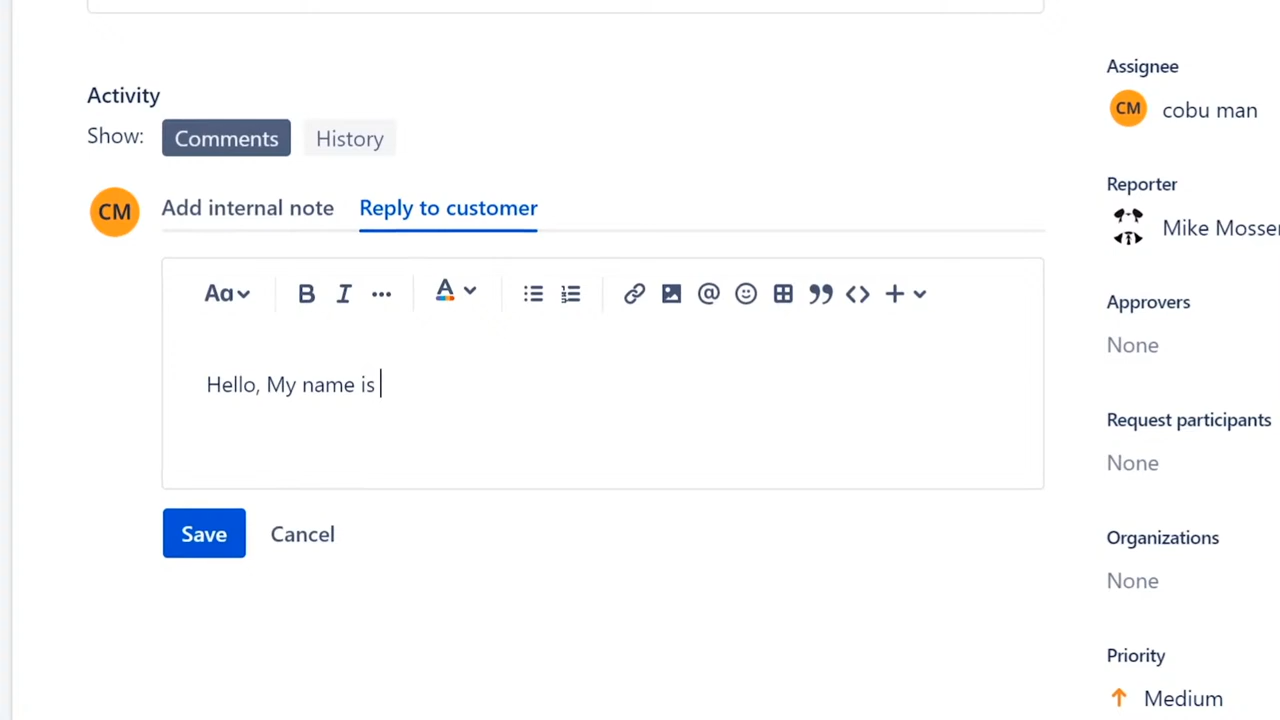 Activity
Show: Comments History
CM Add internal note Reply to customer
Aa B I A
Hello, My name is
Save Cancel
Assignee
CM cobu man
Reporter
Mike Mosser
Approvers
None
Request participants
None
Organizations
None
Priority
Medium